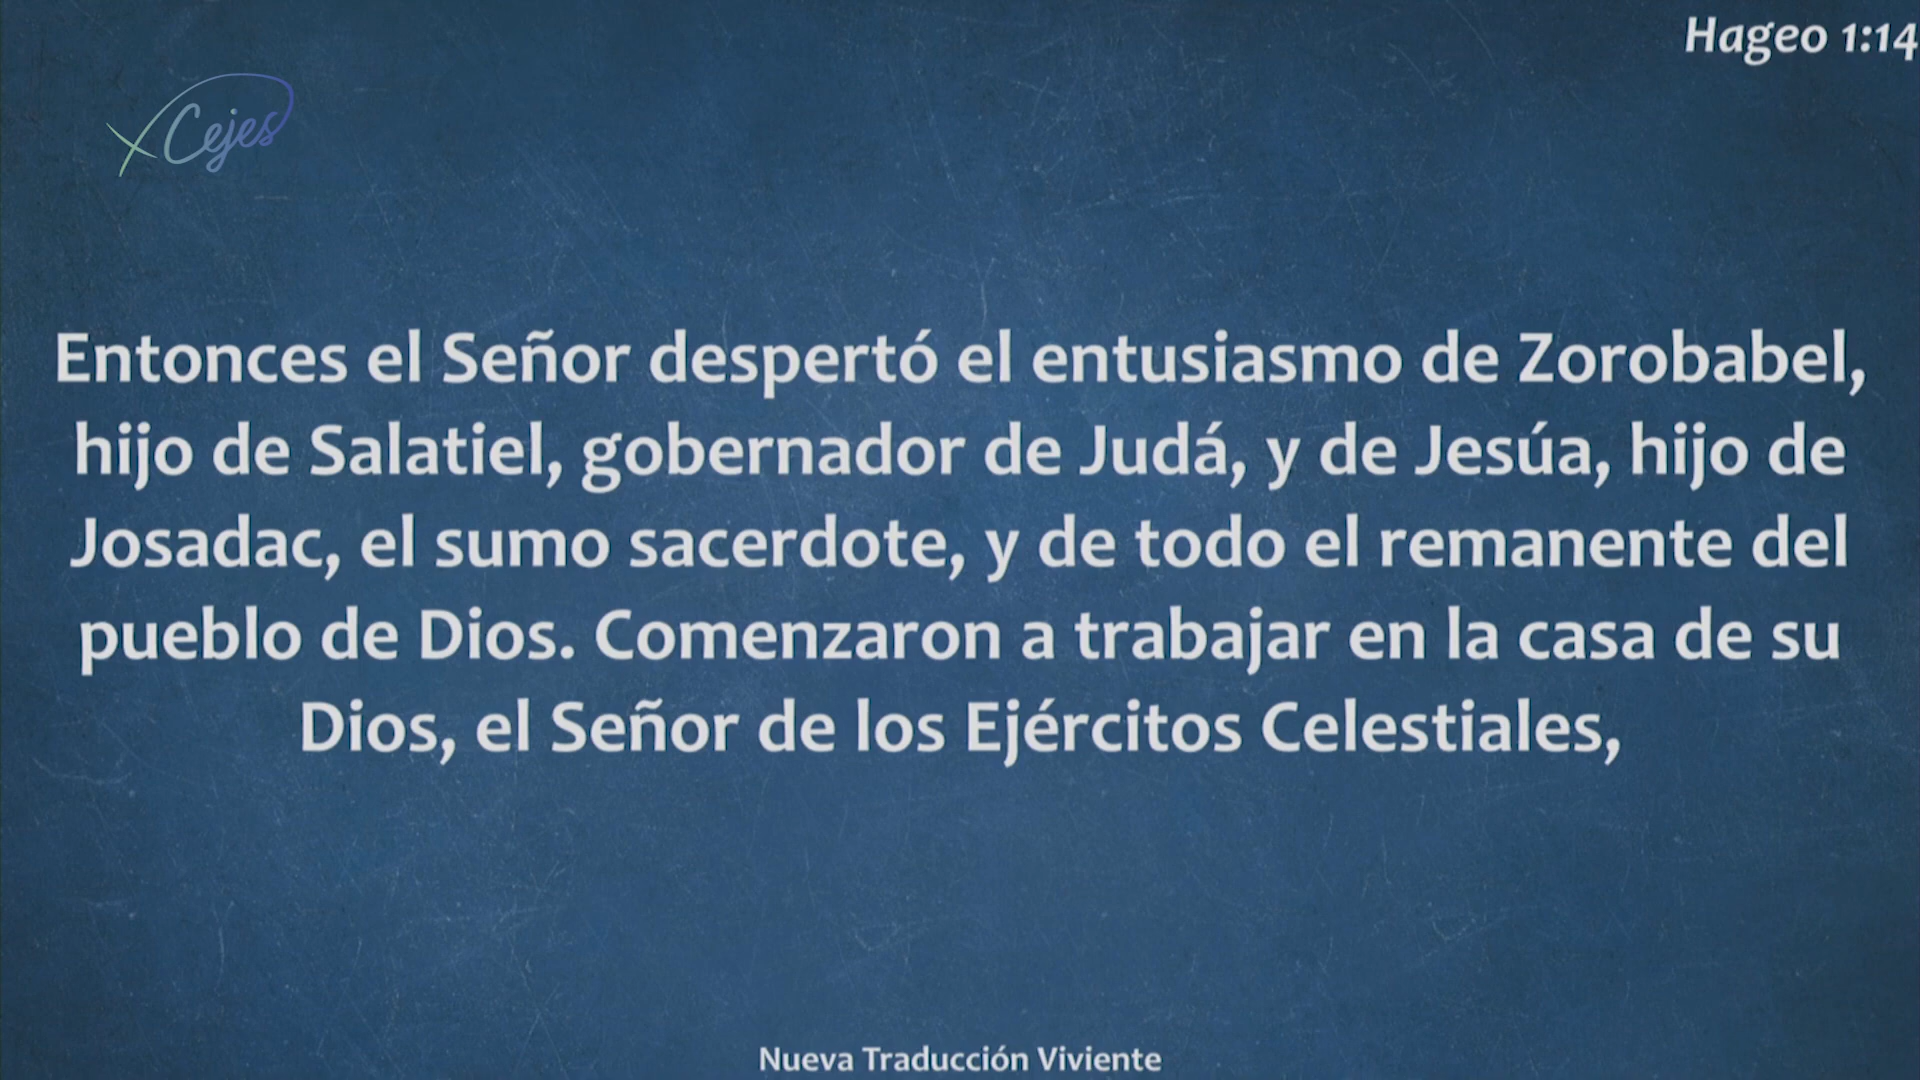 Hageo 1:14
Cejes
Entonces el Señor despertó el entusiasmo de Zorobabel,
hijo de Salatiel, gobernador de Judá, y de Jesúa, hijo de
Josadac, el sumo sacerdote, y de todo el remanente del
pueblo de Dios. Comenzaron a trabajar en la casa de su
Dios, el Señor de los Ejércitos Celestiales,
Nueva Traducción Viviente